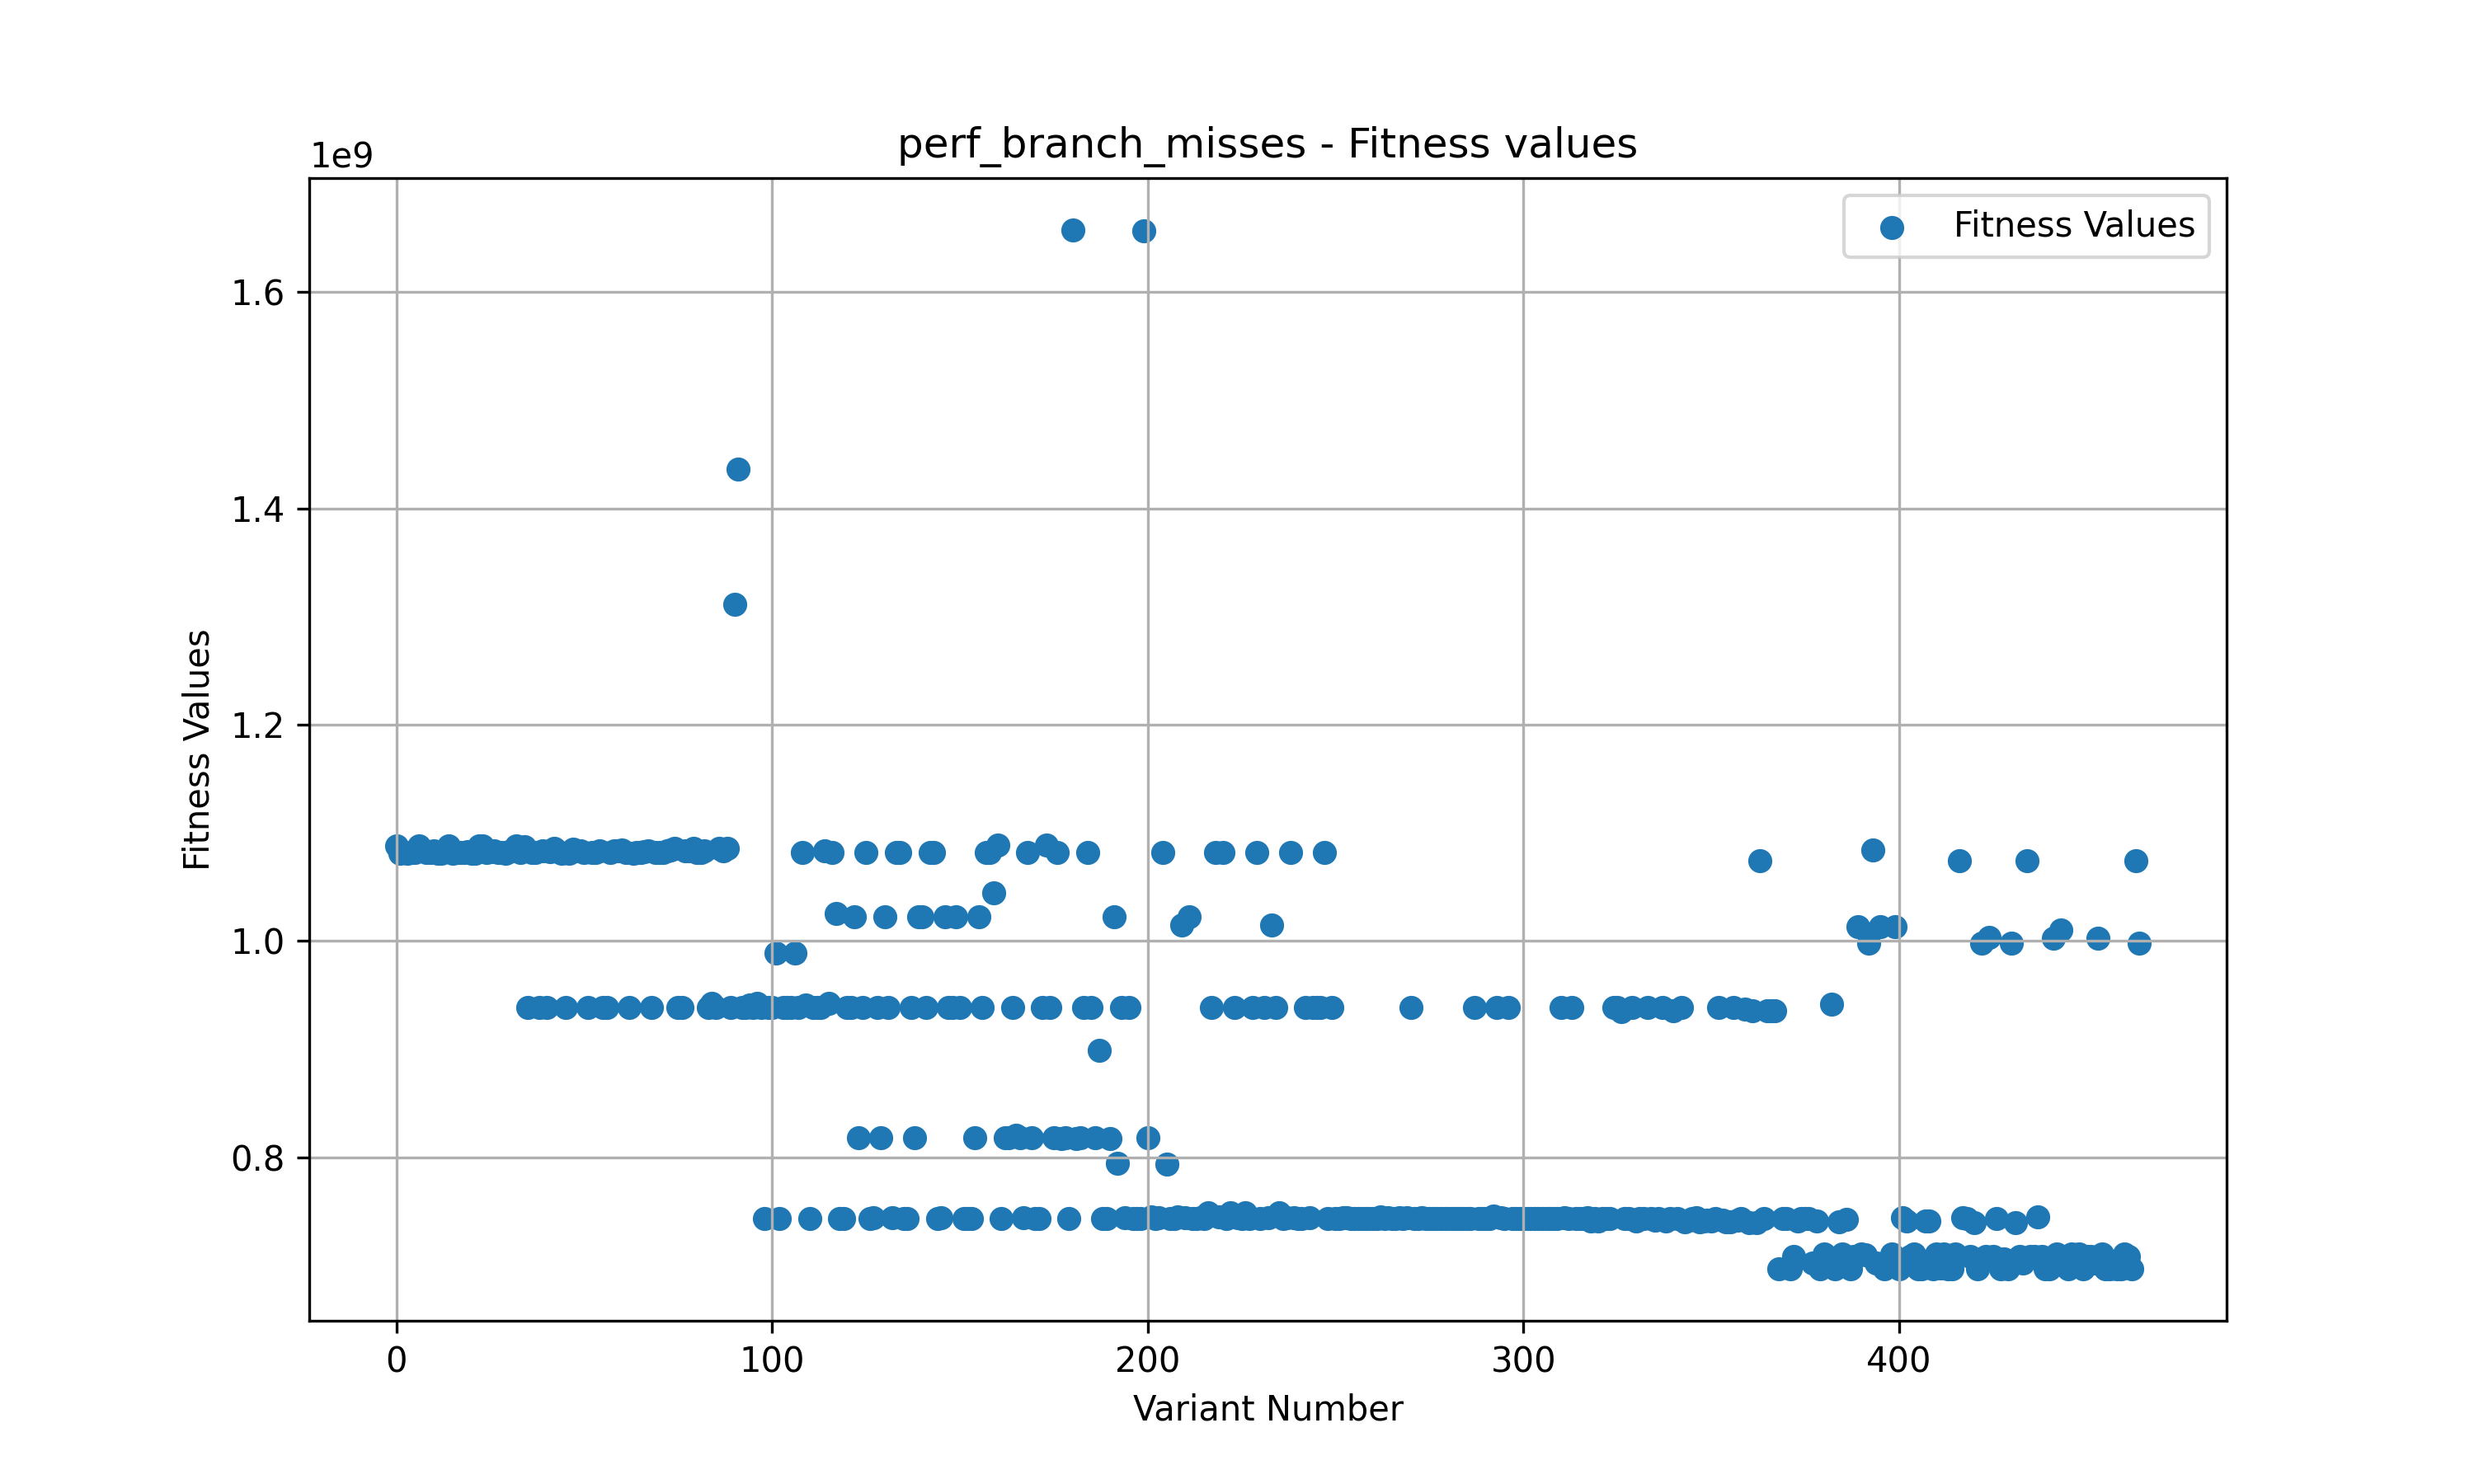 perf_branch_misses - Fitness values
1e9
Fitness Values
1.6
1.4
1.2
1.0
0.8
Fitness Values
0
100
200
300
400
Variant Number